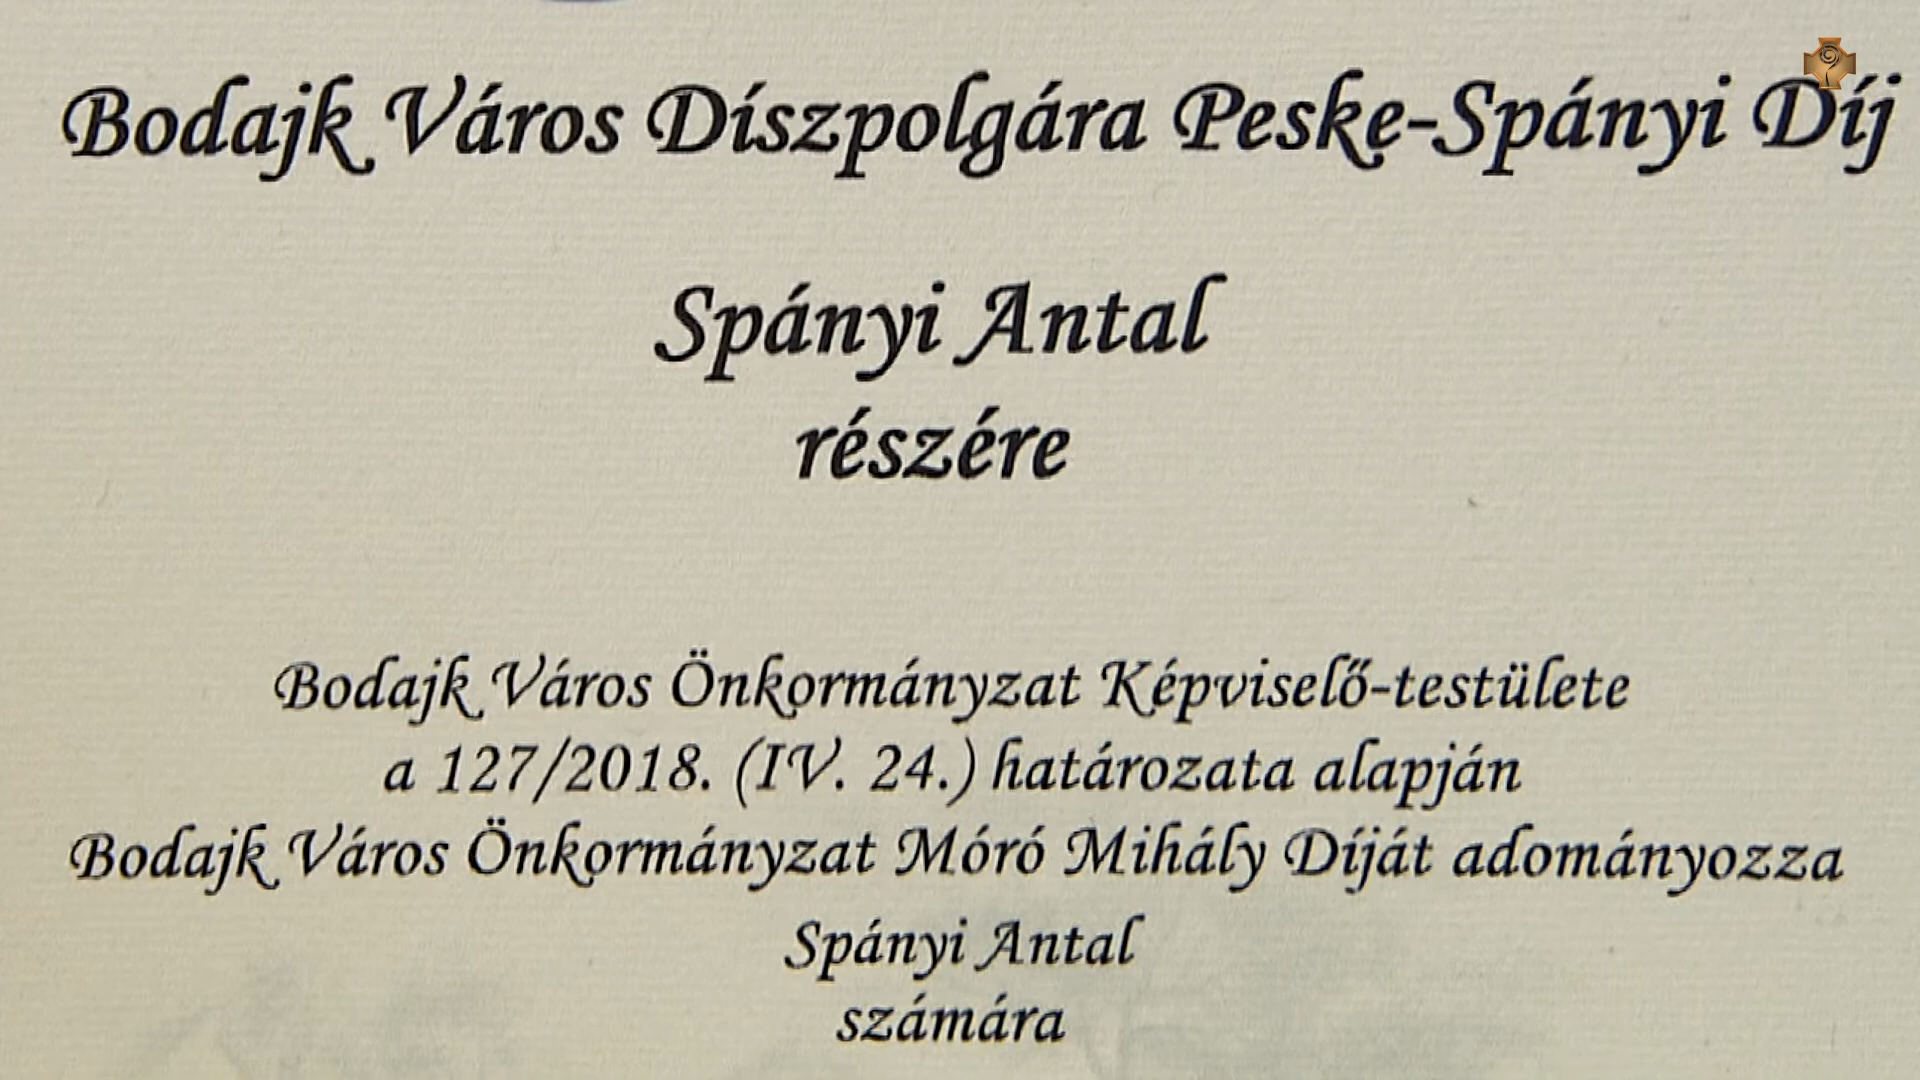 Bodajk Város Díszpolgára Peske-Spányi Díj
Spányi Antal
részére
Bodajk Város Önkormányzat Képviselő-testülete
a 127/2018. (IV. 24.) határozata alapján
Bodajk Város Önkormányzat Móró Mihály Díját adományozza
Spányi Antal
számára